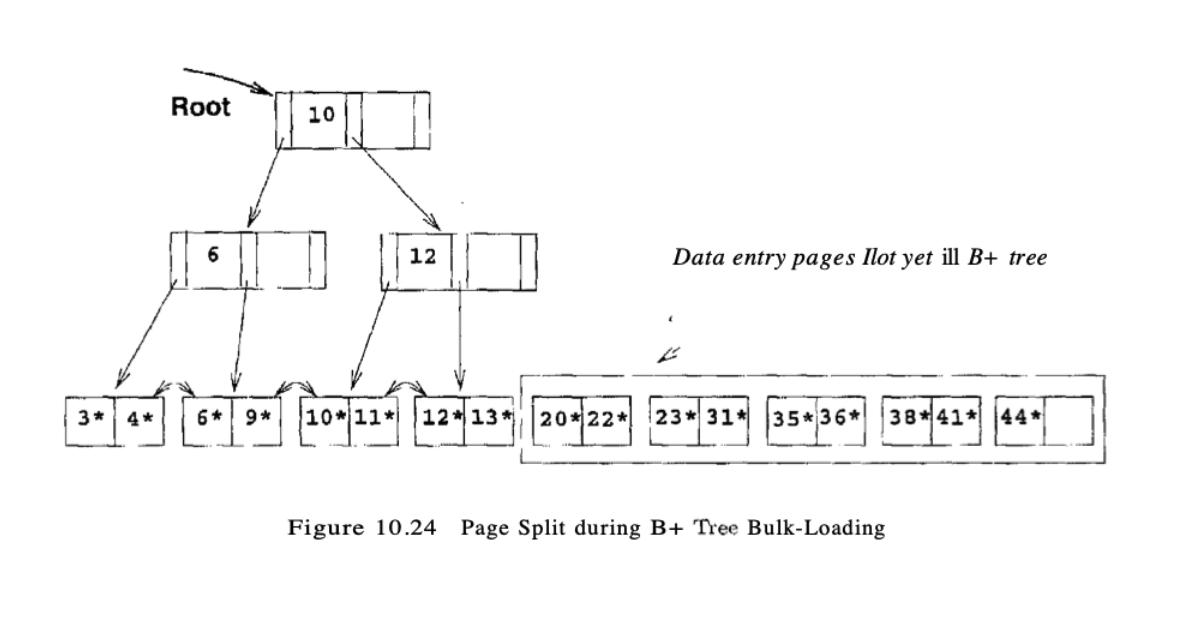 Root
10
6 12
Data entry pages Ilot yet ill B+ tree
3* 4* 6* 9* 10* 11* 12* 13* 20* 22* 23* 31* 35* 36* 38* 41* 44*
Figure 10.24 Page Split during B+ Tree Bulk-Loading